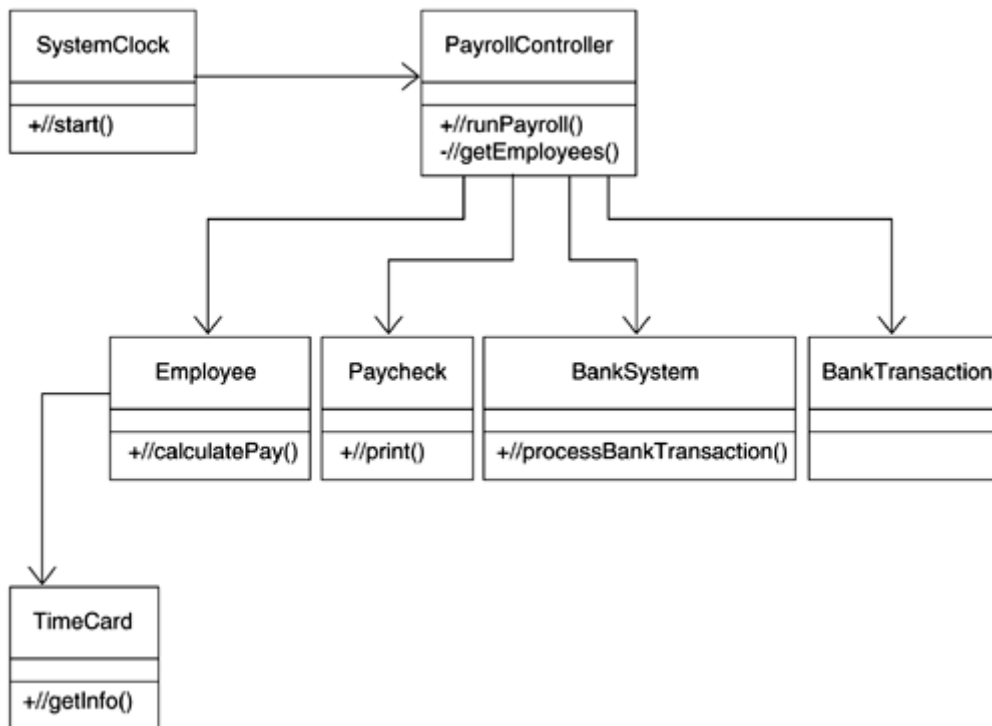 SystemClock
+//start()
PayrollController
+//runPayroll()
-//getEmployees()
Employee
+//calculatePay()
Paycheck
+//print()
BankSystem
+//processBankTransaction()
BankTransaction
TimeCard
+//getInfo()